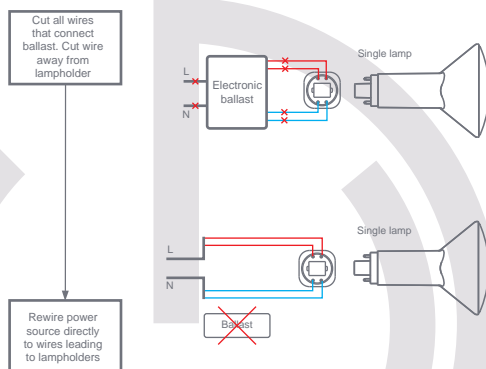 Cut all wires
that connect
ballast. Cut wire
away from
lampholder
L
N
Electronic
ballast
Single lamp
L
N
Ballast
Single lamp
Rewire power
source directly
to wires leading
to lampholders